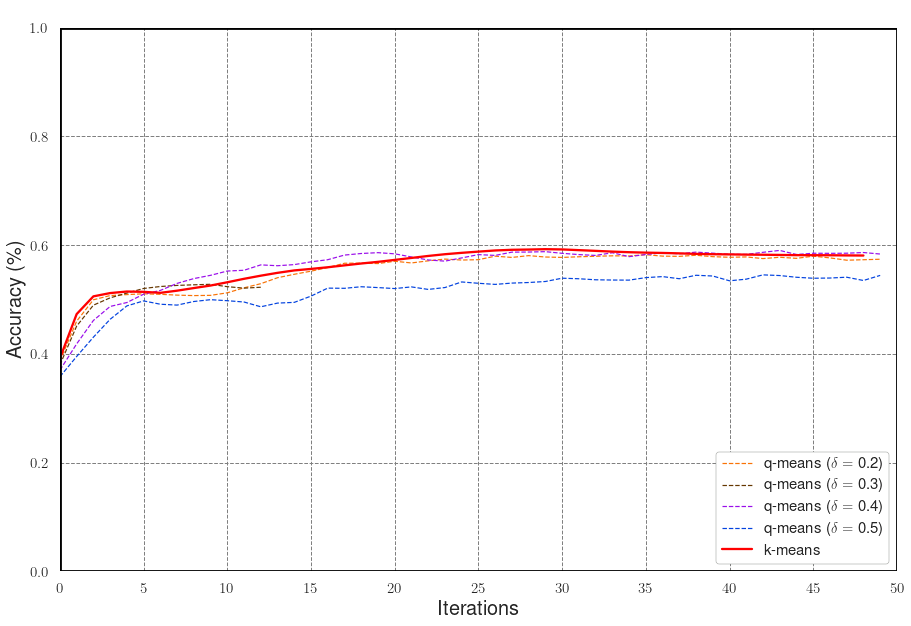 1.0
0.8
0.6
0.4
0.2
0.0
Accuracy (%)
0 5 10 15 20 25 30 35 40 45 50
Iterations
q-means (δ = 0.2)
q-means (δ = 0.3)
q-means (δ = 0.4)
q-means (δ = 0.5)
k-means